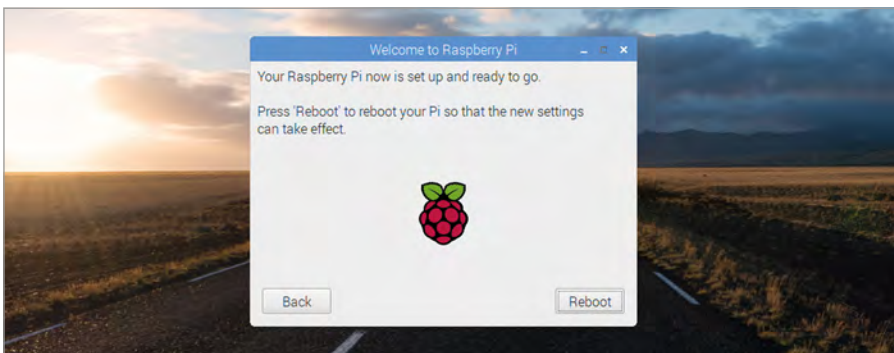 Welcome to Raspberry Pi
Your Raspberry Pi now is set up and ready to go.
Press 'Reboot' to reboot your Pi so that the new settings
can take effect.
Back
Reboot